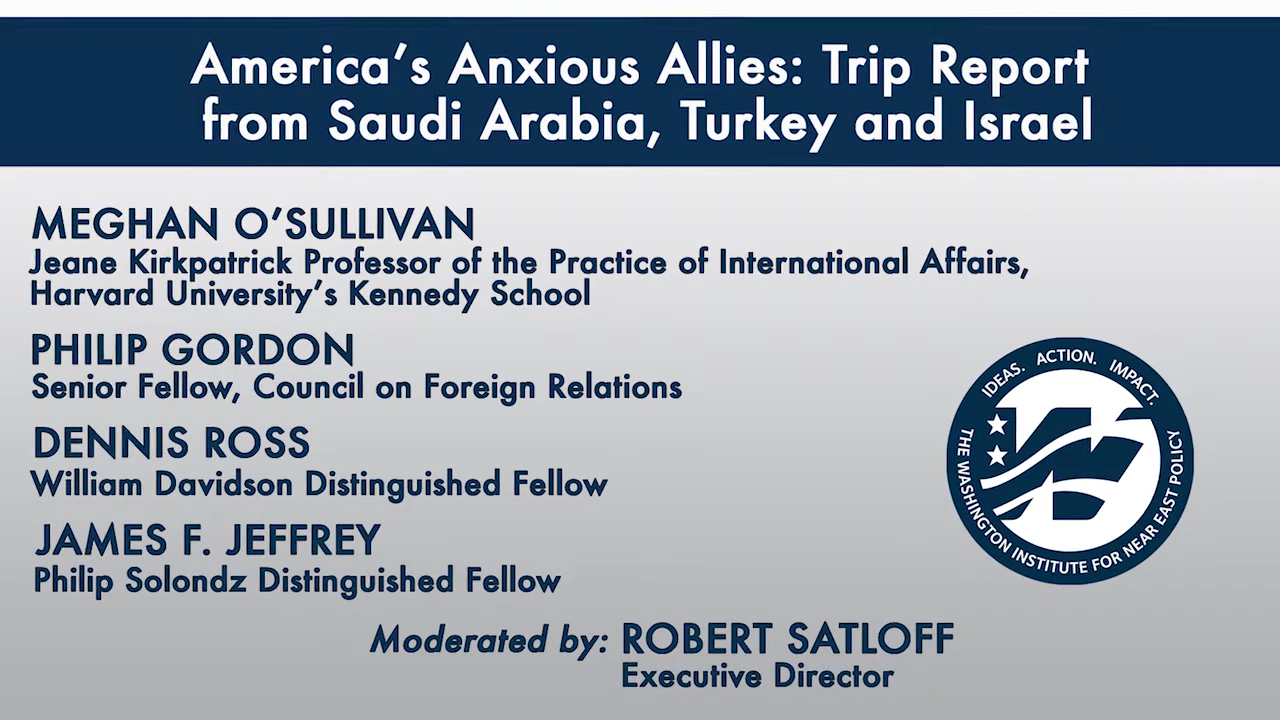 America's Anxious Allies: Trip Report
from Saudi Arabia, Turkey and Israel
MEGHAN O'SULLIVAN
Jeane Kirkpatrick Professor of the Practice of International Affairs,
Harvard University's Kennedy School
PHILIP GORDON
Senior Fellow, Council on Foreign Relations
DENNIS ROSS
William Davidson Distinguished Fellow
JAMES F. JEFFREY
Philip Solondz Distinguished Fellow
Moderated by: ROBERT SATLOFF
Executive Director
IDEAS. ACTION. IMPACT.
THE WASHINGTON INSTITUTE FOR NEAR EAST POLICY